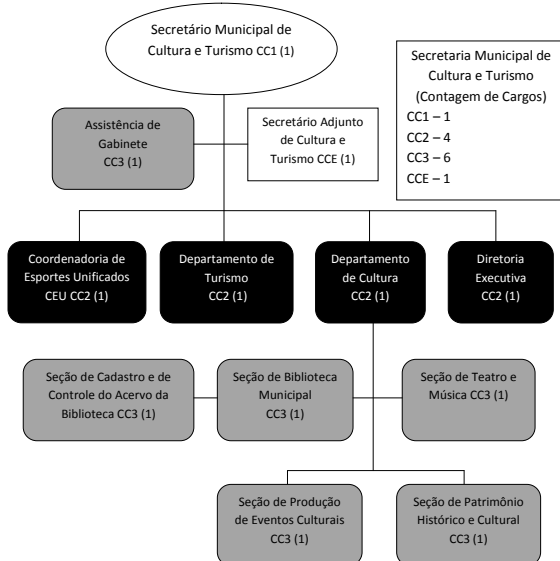 Secretário Municipal de
Cultura e Turismo CC1 (1)
Secretaria Municipal de
Cultura e Turismo
(Contagem de Cargos)
CC1 – 1
CC2 – 4
CC3 – 6
CCE – 1
Assistência de
Gabinete
CC3 (1)
Secretário Adjunto
de Cultura e
Turismo CCE (1)
Coordenadoria de
Esportes Unificados
CEU CC2 (1)
Departamento de
Turismo
CC2 (1)
Departamento
de Cultura
CC2 (1)
Diretoria
Executiva
CC2 (1)
Seção de Cadastro e de
Controle do Acervo da
Biblioteca CC3 (1)
Seção de Biblioteca
Municipal
CC3 (1)
Seção de Teatro e
Música CC3 (1)
Seção de Produção
de Eventos Culturais
CC3 (1)
Seção de Patrimônio
Histórico e Cultural
CC3 (1)